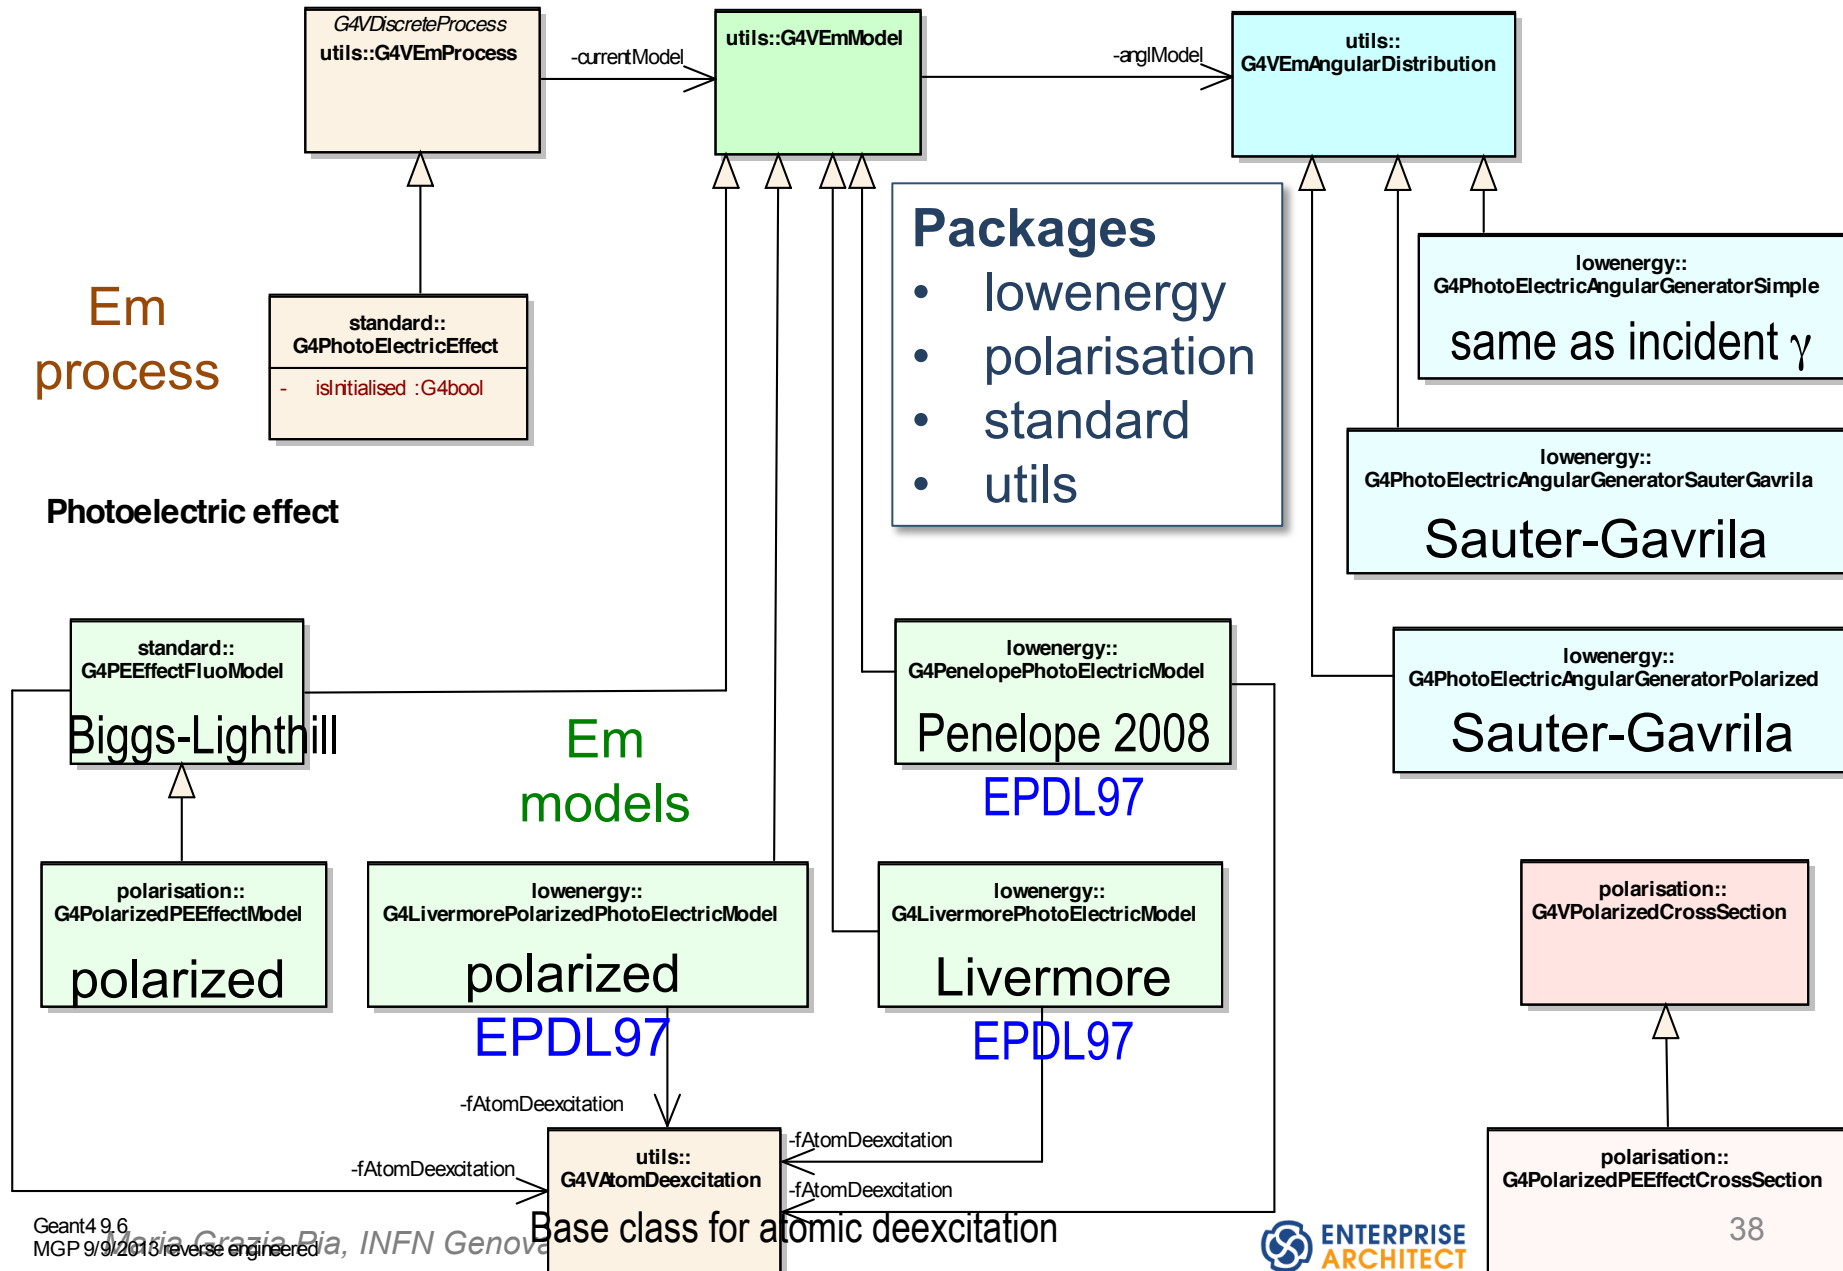 G4VDiscreteProcess
utils::G4VEmProcess
-currentModel
utils::G4VEmModel
-anglModel
utils::
G4VEmAngularDistribution
Packages
• lowenergy
• polarisation
• standard
• utils
lowenergy::
G4PhotoElectricAngularGeneratorSimple
same as incident γ
Em
process
standard::
G4PhotoElectricEffect
- isInitialised :G4bool
lowenergy::
G4PhotoElectricAngularGeneratorSauterGavrila
Sauter-Gavrila
Photoelectric effect
standard::
G4PEEffectFluoModel
Biggs-Lighthill
Em
models
lowenergy::
G4PenelopePhotoElectricModel
Penelope 2008
EPDL97
lowenergy::
G4PhotoElectricAngularGeneratorPolarized
Sauter-Gavrila
polarisation::
G4PolarizedPEEffectModel
polarized
lowenergy::
G4LivermorePolarizedPhotoElectricModel
polarized
EPDL97
lowenergy::
G4LivermorePhotoElectricModel
Livermore
EPDL97
polarisation::
G4VPolarizedCrossSection
-fAtomDeexcitation
-fAtomDeexcitation
-fAtomDeexcitation
-fAtomDeexcitation
utils::
G4VAtomDeexcitation
Base class for atomic deexcitation
polarisation::
G4PolarizedPEEffectCrossSection
Geant4 9.6
MGP 9/9/2013 reverse engineered
Maria Grazia Pia, INFN Genova
ENTERPRISE
ARCHITECT
38